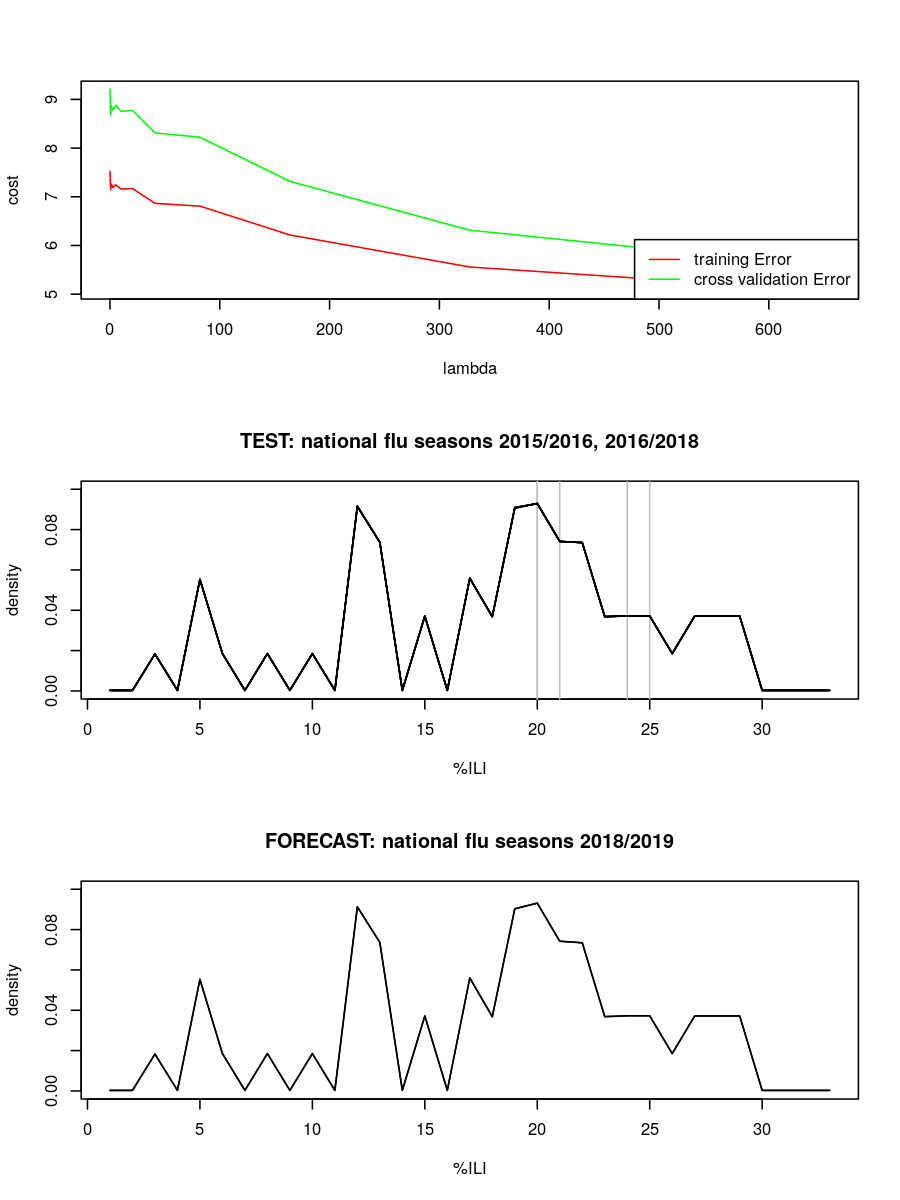 9
8
7
6
5
cost
training Error
cross validation Error
0 100 200 300 400 500 600
lambda
TEST: national flu seasons 2015/2016, 2016/2018
0.08
0.04
0.00
density
0 5 10 15 20 25 30
%ILI
FORECAST: national flu seasons 2018/2019
0.08
0.04
0.00
density
0 5 10 15 20 25 30
%ILI